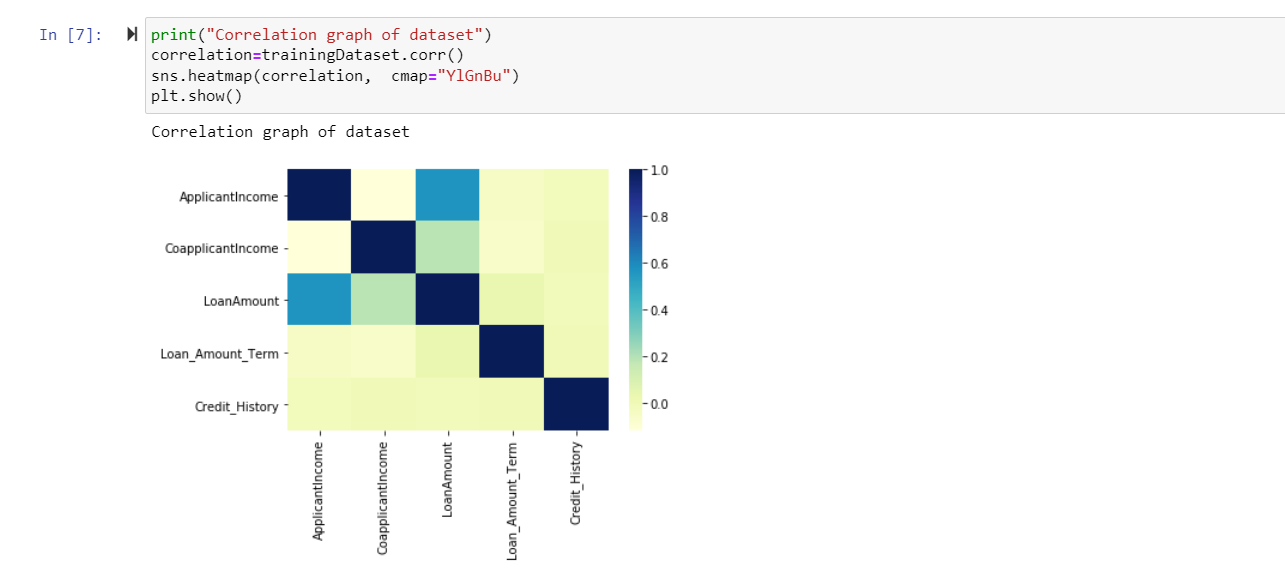 In [7]:
print("Correlation graph of dataset")
correlation=trainingDataset.corr()
sns.heatmap(correlation,  cmap="YlGnBu")
plt.show()
Correlation graph of dataset
ApplicantIncome
CoapplicantIncome
LoanAmount
Loan_Amount_Term
Credit_History
1.0
0.8
0.6
0.4
0.2
0.0
ApplicantIncome
CoapplicantIncome
LoanAmount
Loan_Amount_Term
Credit_History